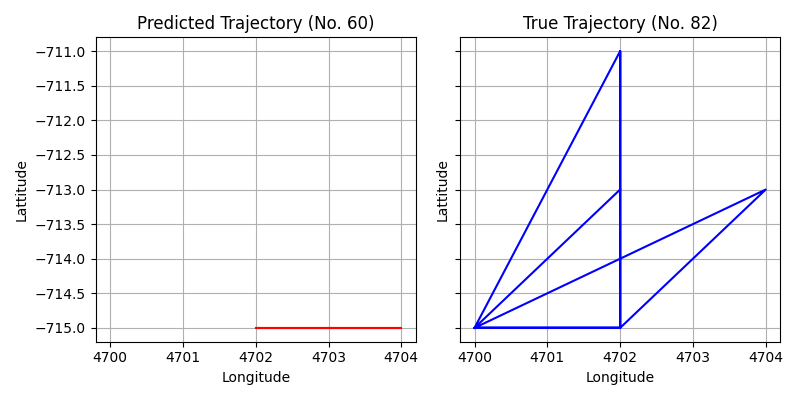 Predicted Trajectory (No. 60)
−711.0
−711.5
−712.0
−712.5
−713.0
−713.5
−714.0
−714.5
−715.0
Lattitude
4700 4701 4702 4703 4704
Longitude
True Trajectory (No. 82)
Lattitude
4700 4701 4702 4703 4704
Longitude